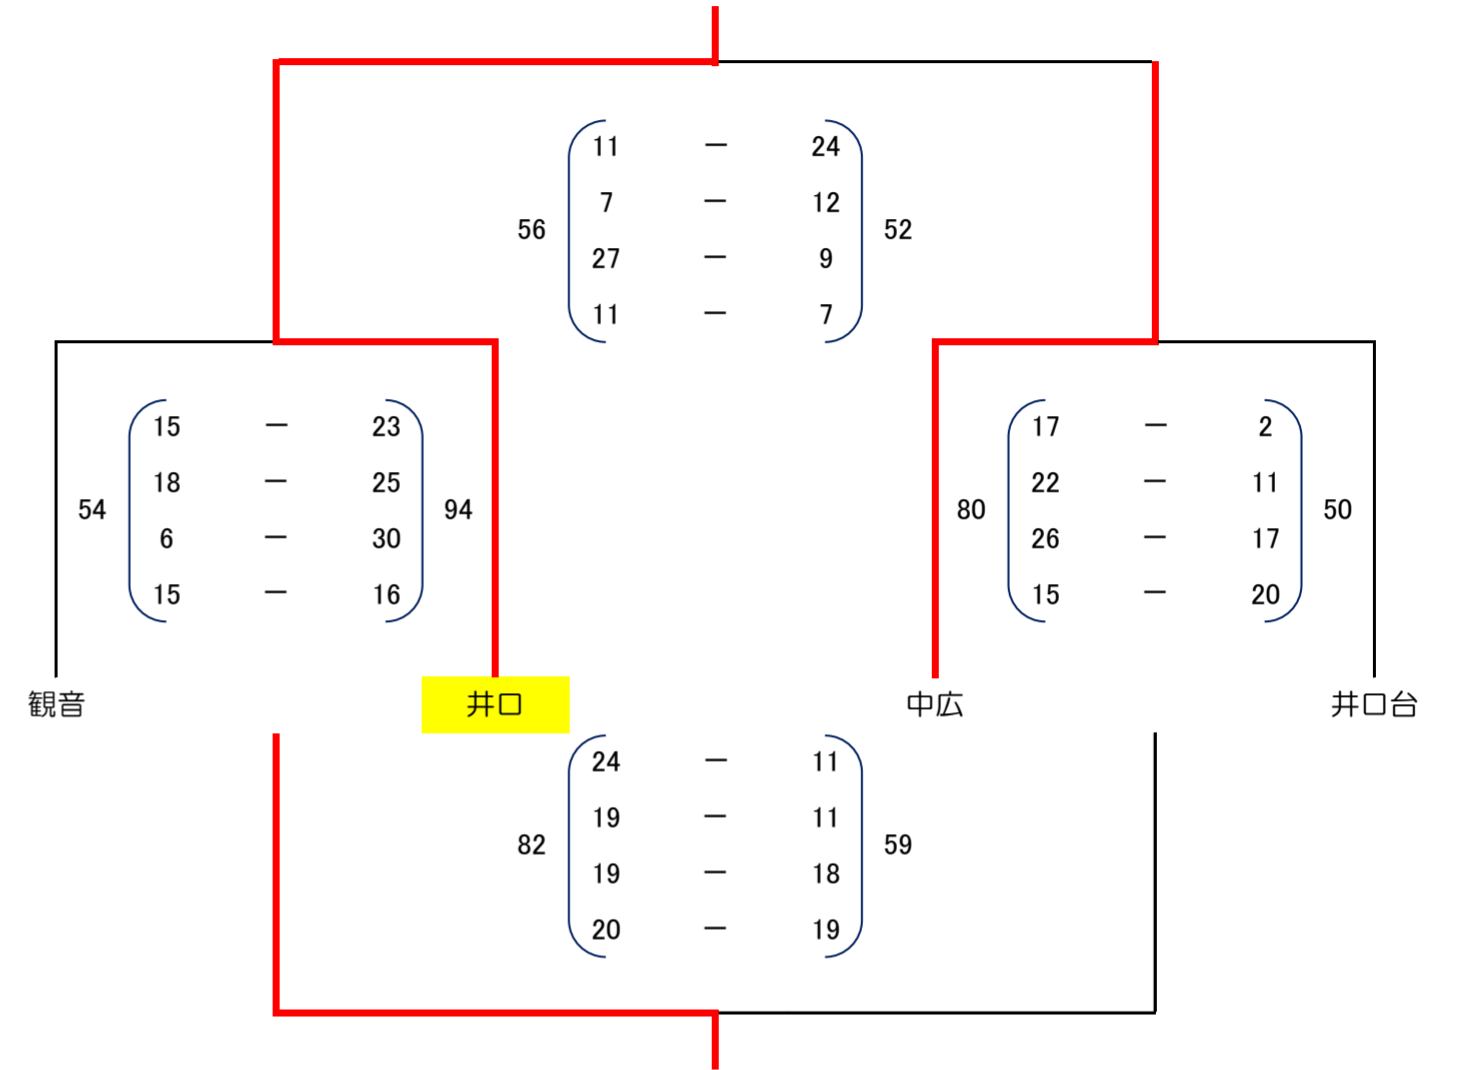 11 ー 24
7 ー 12
56 52
27 ー 9
11 ー 7
15 ー 23 17 ー 2
18 ー 25 22 ー 11
54 94 80 50
6 ー 30 26 ー 17
15 ー 16 15 ー 20
観音 井口 中広 井口台
24 ー 11
19 ー 11
82 59
19 ー 18
20 ー 19